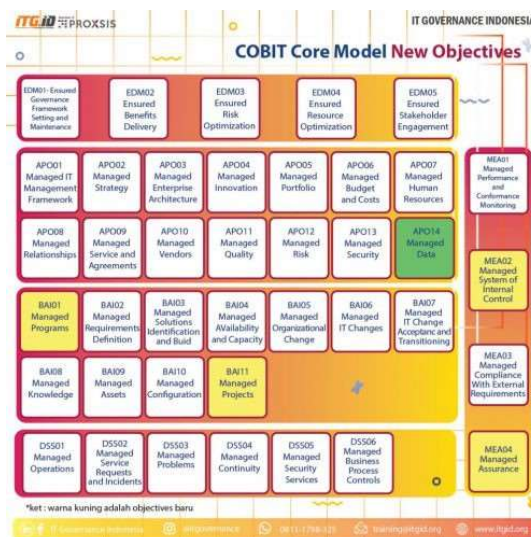 ITG.ID
PROXSIS
IT GOVERNANCE INDONESIA
COBIT Core Model New Objectives
EDM01- Ensured
Governance
Framework
Setting and
Maintenance
EDM02
Ensured
Benefits
Delivery
EDM03
Ensured
Risk
Optimization
EDM04
Ensured
Resource
Optimization
EDM05
Ensured
Stakeholder
Engagement
APO01
Managed IT
Management
Framework
APO02
Managed
Strategy
APO03
Managed
Enterprise
Architecture
APO04
Managed
Innovation
APO05
Managed
Portfolio
APO06
Managed
Budget
and Costs
APO07
Managed
Human
Resources
MEA01
Managed
Performance
and
Conformance
Monitoring
APO08
Managed
Relationships
APO09
Managed
Service and
Agreements
APO10
Managed
Vendors
APO11
Managed
Quality
APO12
Managed
Risk
APO13
Managed
Security
APO14
Managed
Data
MEA02
Managed
System of
Internal
Control
BAI01
Managed
Programs
BAI02
Managed
Requirements
Definition
BAI03
Managed
Solutions
Identification
and Buid
BAI04
Managed
AVailability
and Capacity
BAI05
Managed
Organizational
Change
BAI06
Managed
IT Changes
BAI07
Managed
IT Change
Acceptanc and
Transitioning
MEA03
Managed
Compliance
With External
Requirements
BAI08
Managed
Knowledge
BAI09
Managed
Assets
BAI10
Managed
Configuration
BAI11
Managed
Projects
DSS01
Managed
Operations
DSS02
Managed
Service
Requests
and Incidents
DSS03
Managed
Problems
DSS04
Managed
Continuity
DSS05
Managed
Security
Services
DSS06
Managed
Business
Process
Controls
MEA04
Managed
Assurance
*ket : warna kuning adalah objectives baru
IT Governance Indonesia
@itgovernance
training@itgid.org
www.itgid.org